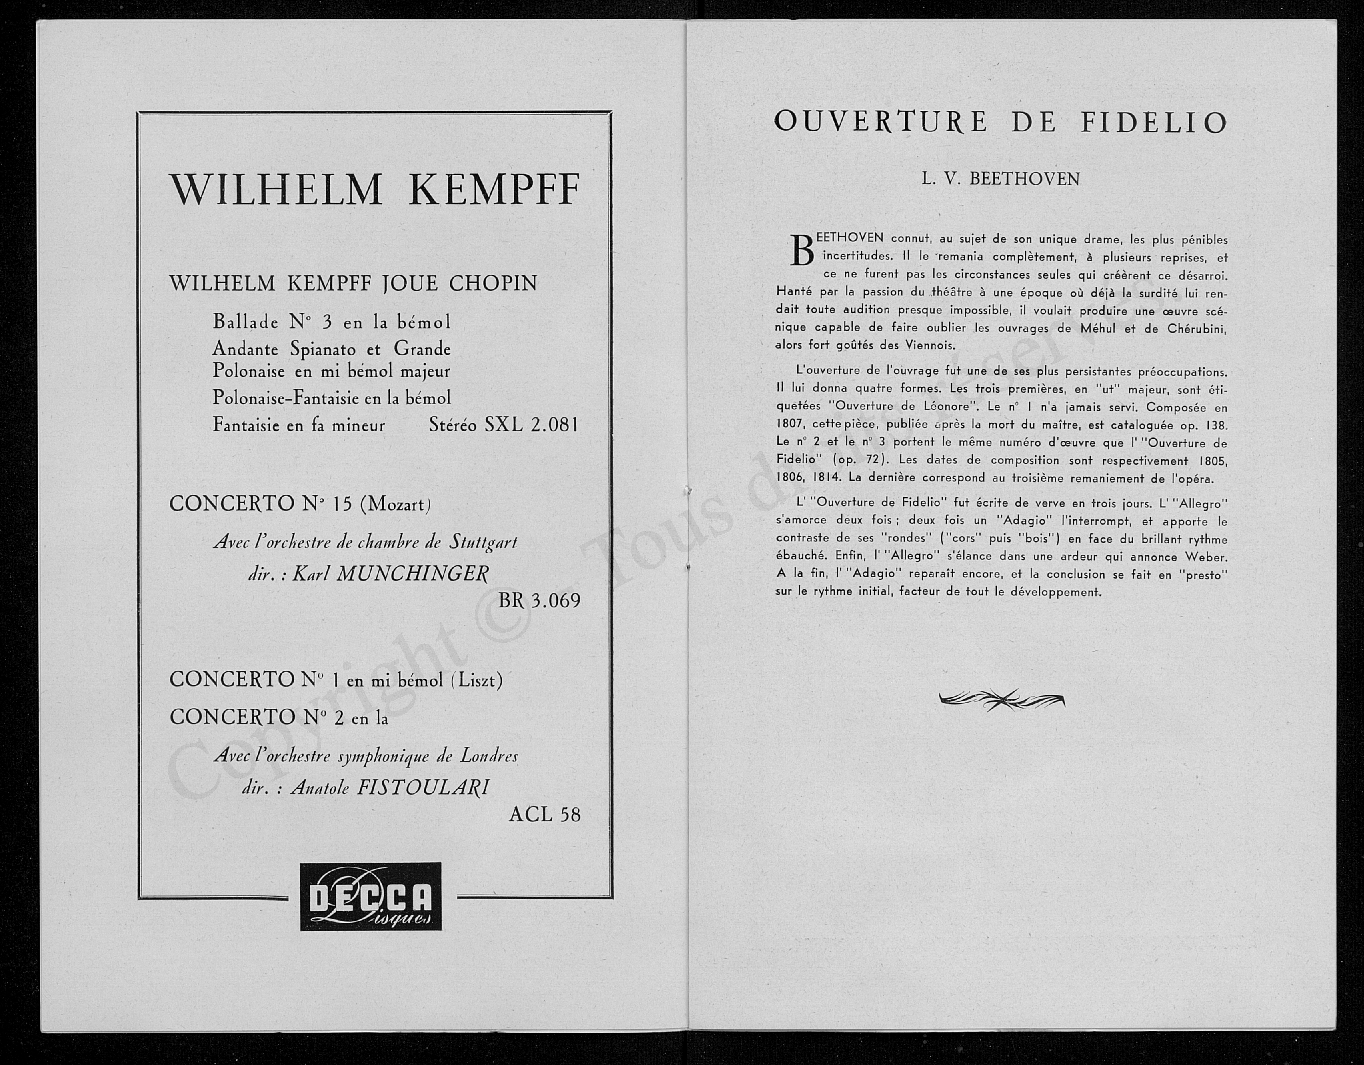 WILHELM KEMPFF
WILHELM KEMPFF JOUE CHOPIN
Ballade N° 3 en la bémol
Andante Spianato et Grande
Polonaise en mi bémol majeur
Polonaise-Fantaisie en la bémol
Fantaisie en fa mineur Stéréo SXL 2.081
CONCERTO N° 15 (Mozart)
Avec l'orchestre de chambre de Stuttgart
dir. : Karl MUNCHINGER
BR 3.069
CONCERTO N° 1 en mi bémol (Liszt)
CONCERTO N° 2 en la
Avec l'orchestre symphonique de Londres
dir. : Anatole FISTOULARI
ACL 58
DECCA
Disques
OUVERTURE DE FIDELIO
L. V. BEETHOVEN
BEETHOVEN connut, au sujet de son unique drame, les plus pénibles
incertitudes. Il le remania complètement, à plusieurs reprises, et
ce ne furent pas les circonstances seules qui créèrent ce désarroi.
Hanté par la passion du théâtre à une époque où déjà la surdité lui ren-
dait toute audition presque impossible, il voulait produire une œuvre scé-
nique capable de faire oublier les ouvrages de Méhul et de Chérubini,
alors fort goûtés des Viennois.
L'ouverture de l'ouvrage fut une de ses plus persistantes préoccupations.
Il lui donna quatre formes. Les trois premières, en "ut" majeur, sont éti-
quetées "Ouverture de Léonore". Le n° 1 n'a jamais servi. Composée en
1807, cette pièce, publiée après la mort du maître, est cataloguée op. 138.
Le n° 2 et le n° 3 portent le même numéro d'œuvre que l' "Ouverture de
Fidelio" (op. 72). Les dates de composition sont respectivement 1805,
1806, 1814. La dernière correspond au troisième remaniement de l'opéra.
L' "Ouverture de Fidelio" fut écrite de verve en trois jours. L' "Allegro"
s'amorce deux fois ; deux fois un "Adagio" l'interrompt, et apporte le
contraste de ses "rondes" ("cors" puis "bois") en face du brillant rythme
ébauché. Enfin, l' "Allegro" s'élance dans une ardeur qui annonce Weber.
A la fin, l' "Adagio" reparait encore, et la conclusion se fait en "presto"
sur le rythme initial, facteur de tout le développement.
Copyright © - Tous droits réservés